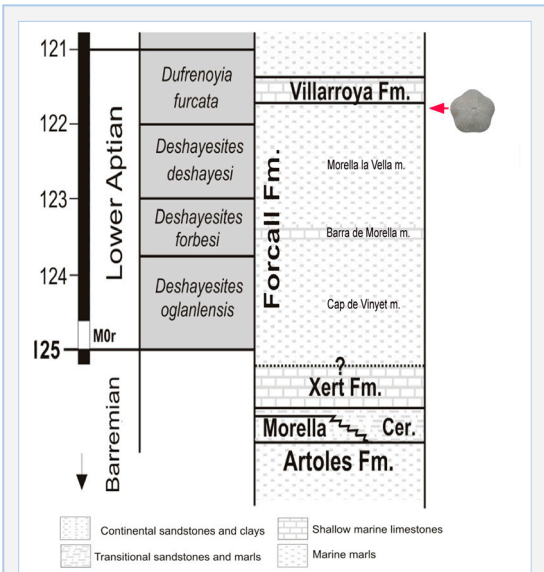 121
122
123
124
I25
M0r
Lower Aptian
Barremian
Dufrenoyia
furcata
Deshayesites
deshayesi
Deshayesites
forbesi
Deshayesites
oglanlensis
Forcall Fm.
Villarroya Fm.
Morella la Vella m.
Barra de Morella m.
Cap de Vinyet m.
?
Xert Fm.
Morella Cer.
Artoles Fm.
Continental sandstones and clays
Shallow marine limestones
Transitional sandstones and marls
Marine marls